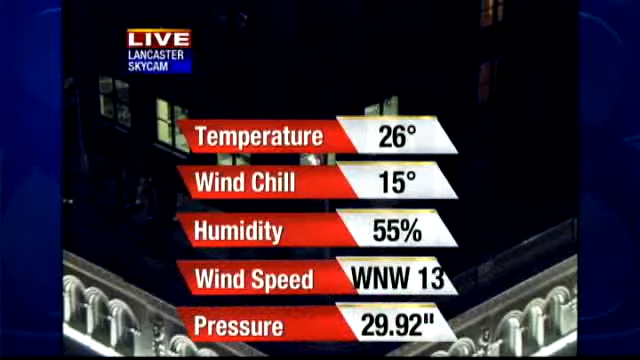 LIVE
LANCASTER
SKYCAM
Temperature 26°
Wind Chill 15°
Humidity 55%
Wind Speed WNW 13
Pressure 29.92"